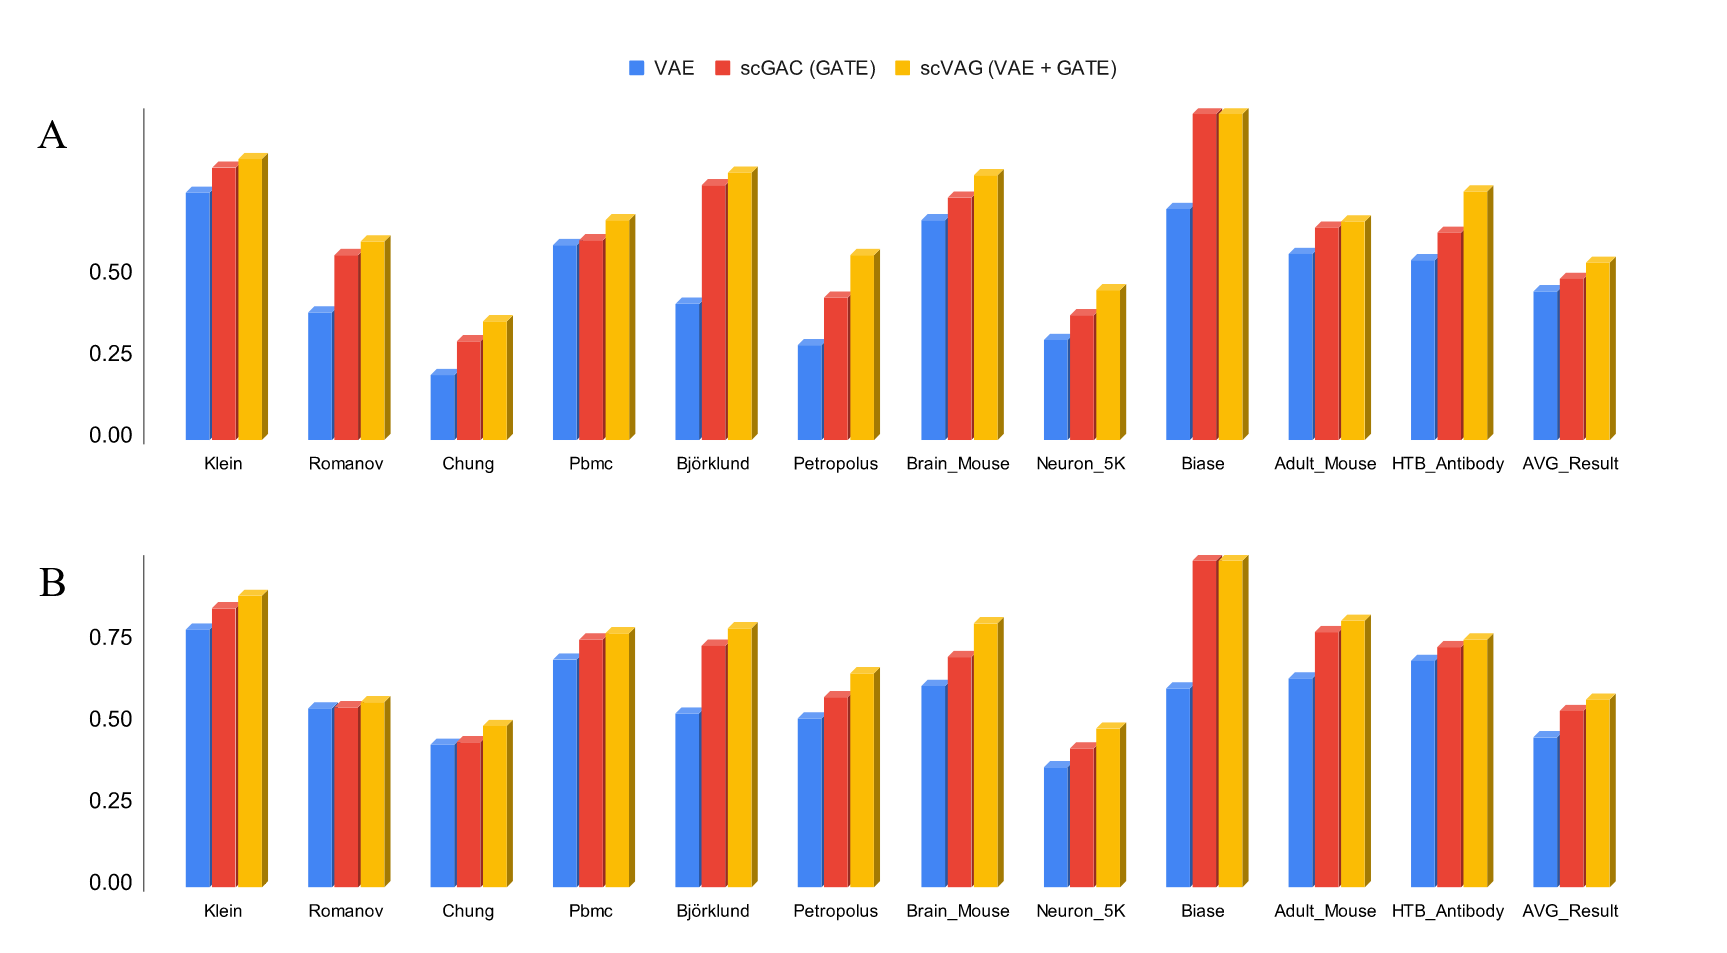 VAE scGAC (GATE) scVAG (VAE + GATE)
A
0.50
0.25
0.00
Klein Romanov Chung Pbmc Björklund Petropolus Brain_Mouse Neuron_5K Biase Adult_Mouse HTB_Antibody AVG_Result
B
0.75
0.50
0.25
0.00
Klein Romanov Chung Pbmc Björklund Petropolus Brain_Mouse Neuron_5K Biase Adult_Mouse HTB_Antibody AVG_Result